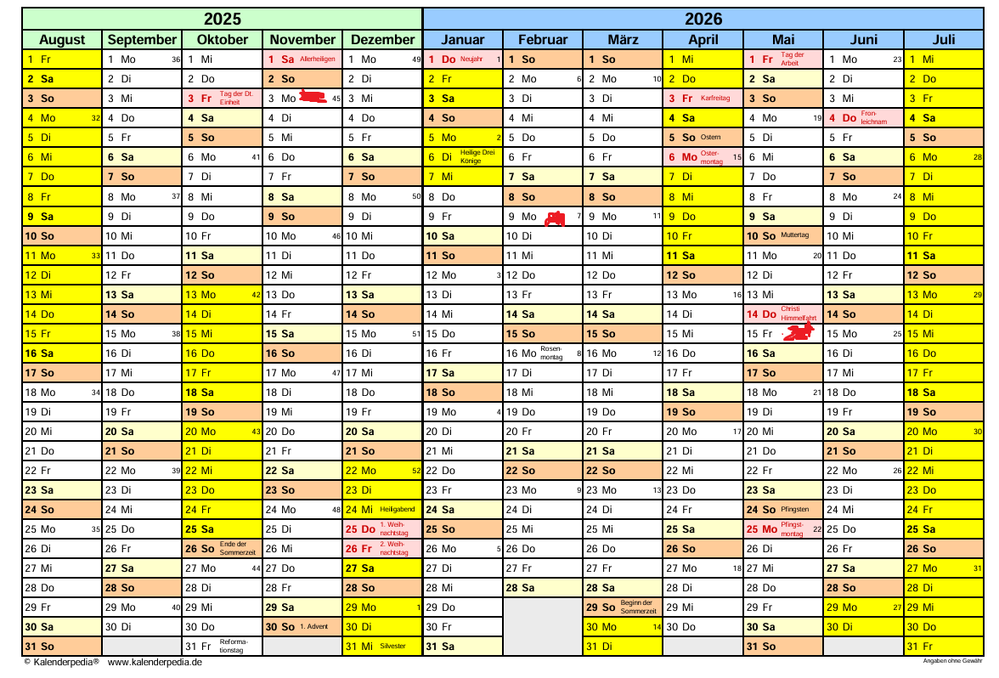 2025 2026
August September Oktober November Dezember Januar Februar März April Mai Juni Juli
1 Fr 1 Mo 36 1 Mi 1 Sa Allerheiligen 1 Mo 49 1 Do Neujahr 1 1 So 1 So 1 Mi 1 Fr Tag der Arbeit 1 Mo 23 1 Mi
2 Sa 2 Di 2 Do 2 So 2 Di 2 Fr 2 Mo 6 2 Mo 10 2 Do 2 Sa 2 Di 2 Do
3 So 3 Mi 3 Fr Tag der Dt. Einheit 3 Mo 45 3 Mi 3 Sa 3 Di 3 Di 3 Fr Karfreitag 3 So 3 Mi 3 Fr
4 Mo 32 4 Do 4 Sa 4 Di 4 Do 4 So 4 Mi 4 Mi 4 Sa 4 Mo 19 4 Do Fron-leichnam 4 Sa
5 Di 5 Fr 5 So 5 Mi 5 Fr 5 Mo 2 5 Do 5 Do 5 So Ostern 5 Di 5 Fr 5 So
6 Mi 6 Sa 6 Mo 41 6 Do 6 Sa 6 Di Heilige Drei Könige 6 Fr 6 Fr 6 Mo Oster-montag 15 6 Mi 6 Sa 6 Mo 28
7 Do 7 So 7 Di 7 Fr 7 So 7 Mi 7 Sa 7 Sa 7 Di 7 Do 7 So 7 Di
8 Fr 8 Mo 37 8 Mi 8 Sa 8 Mo 50 8 Do 8 So 8 So 8 Mi 8 Fr 8 Mo 24 8 Mi
9 Sa 9 Di 9 Do 9 So 9 Di 9 Fr 9 Mo 7 9 Mo 11 9 Do 9 Sa 9 Di 9 Do
10 So 10 Mi 10 Fr 10 Mo 46 10 Mi 10 Sa 10 Di 10 Di 10 Fr 10 So Muttertag 10 Mi 10 Fr
11 Mo 33 11 Do 11 Sa 11 Di 11 Do 11 So 11 Mi 11 Mi 11 Sa 11 Mo 20 11 Do 11 Sa
12 Di 12 Fr 12 So 12 Mi 12 Fr 12 Mo 3 12 Do 12 Do 12 So 12 Di 12 Fr 12 So
13 Mi 13 Sa 13 Mo 42 13 Do 13 Sa 13 Di 13 Fr 13 Fr 13 Mo 16 13 Mi 13 Sa 13 Mo 29
14 Do 14 So 14 Di 14 Fr 14 So 14 Mi 14 Sa 14 Sa 14 Di 14 Do Christi Himmelfahrt 14 So 14 Di
15 Fr 15 Mo 38 15 Mi 15 Sa 15 Mo 51 15 Do 15 So 15 So 15 Mi 15 Fr 15 Mo 25 15 Mi
16 Sa 16 Di 16 Do 16 So 16 Di 16 Fr 16 Mo Rosen-montag 8 16 Mo 12 16 Do 16 Sa 16 Di 16 Do
17 So 17 Mi 17 Fr 17 Mo 47 17 Mi 17 Sa 17 Di 17 Di 17 Fr 17 So 17 Mi 17 Fr
18 Mo 34 18 Do 18 Sa 18 Di 18 Do 18 So 18 Mi 18 Mi 18 Sa 18 Mo 21 18 Do 18 Sa
19 Di 19 Fr 19 So 19 Mi 19 Fr 19 Mo 4 19 Do 19 Do 19 So 19 Di 19 Fr 19 So
20 Mi 20 Sa 20 Mo 43 20 Do 20 Sa 20 Di 20 Fr 20 Fr 20 Mo 17 20 Mi 20 Sa 20 Mo 30
21 Do 21 So 21 Di 21 Fr 21 So 21 Mi 21 Sa 21 Sa 21 Di 21 Do 21 So 21 Di
22 Fr 22 Mo 39 22 Mi 22 Sa 22 Mo 52 22 Do 22 So 22 So 22 Mi 22 Fr 22 Mo 26 22 Mi
23 Sa 23 Di 23 Do 23 So 23 Di 23 Fr 23 Mo 9 23 Mo 13 23 Do 23 Sa 23 Di 23 Do
24 So 24 Mi 24 Fr 24 Mo 48 24 Mi Heiligabend 24 Sa 24 Di 24 Di 24 Fr 24 So Pfingsten 24 Mi 24 Fr
25 Mo 35 25 Do 25 Sa 25 Di 25 Do 1. Weih-nachtstag 25 So 25 Mi 25 Mi 25 Sa 25 Mo Pfingst-montag 22 25 Do 25 Sa
26 Di 26 Fr 26 So Ende der Sommerzeit 26 Mi 26 Fr 2. Weih-nachtstag 26 Mo 5 26 Do 26 Do 26 So 26 Di 26 Fr 26 So
27 Mi 27 Sa 27 Mo 44 27 Do 27 Sa 27 Di 27 Fr 27 Fr 27 Mo 18 27 Mi 27 Sa 27 Mo 31
28 Do 28 So 28 Di 28 Fr 28 So 28 Mi 28 Sa 28 Sa 28 Di 28 Do 28 So 28 Di
29 Fr 29 Mo 40 29 Mi 29 Sa 29 Mo 1 29 Do 29 So Beginn der Sommerzeit 29 Mi 29 Fr 29 Mo 27 29 Mi
30 Sa 30 Di 30 Do 30 So 1. Advent 30 Di 30 Fr 30 Mo 14 30 Do 30 Sa 30 Di 30 Do
31 So 31 Fr Reforma-tionstag 31 Mi Silvester 31 Sa 31 Di 31 So 31 Fr
© Kalenderpedia® www.kalenderpedia.de Angaben ohne Gewähr